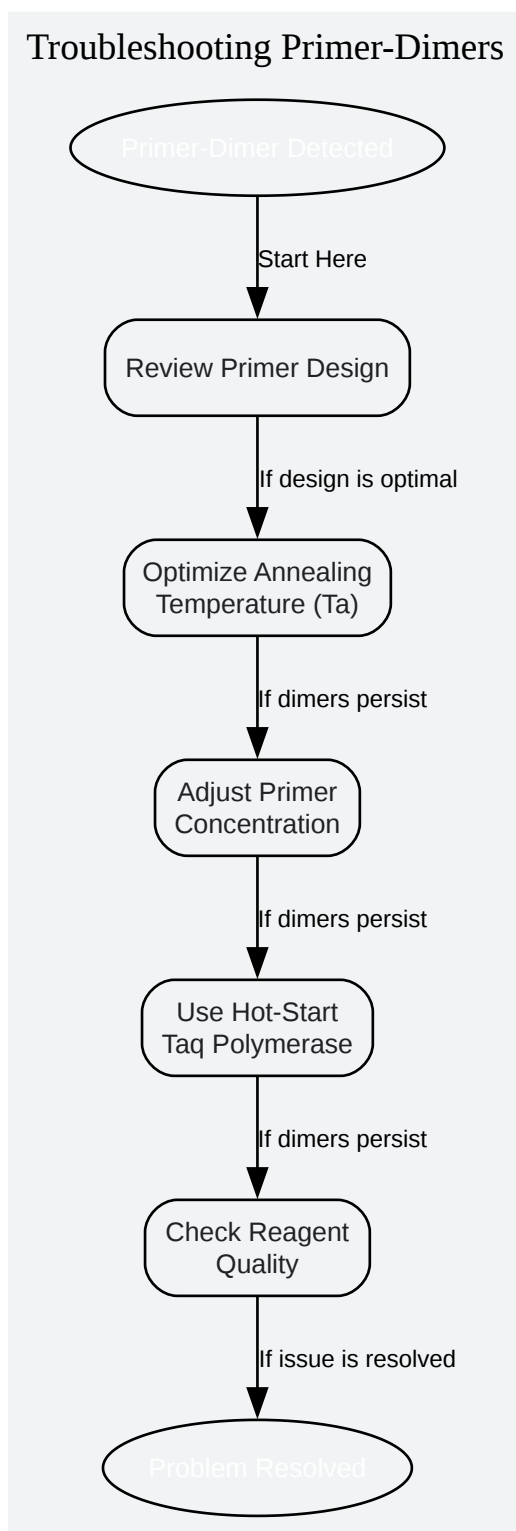 Troubleshooting Primer-Dimers
Primer-Dimer Detected
Start Here
Review Primer Design
If design is optimal
Optimize Annealing
Temperature (Ta)
If dimers persist
Adjust Primer
Concentration
If dimers persist
Use Hot-Start
Taq Polymerase
If dimers persist
Check Reagent
Quality
If issue is resolved
Problem Resolved